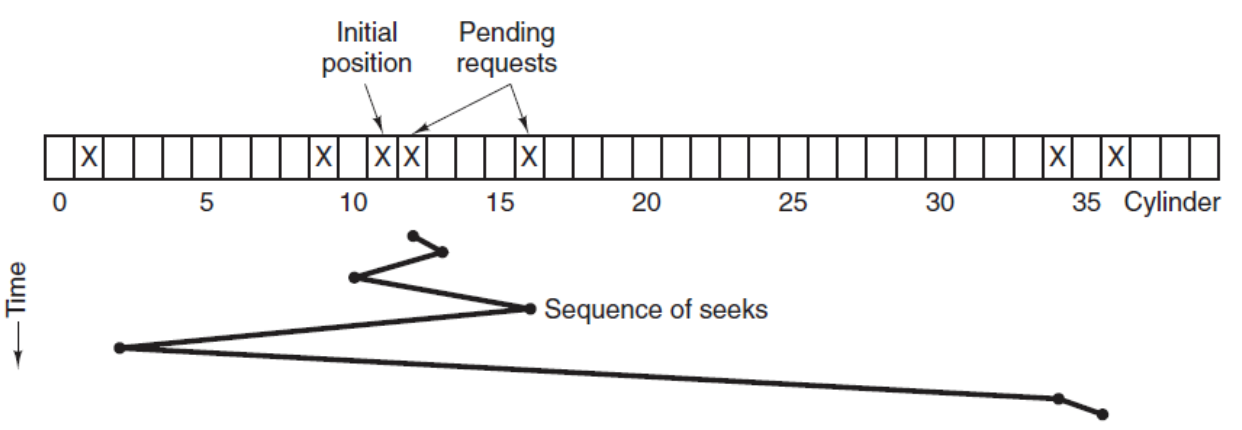 Initial
position
Pending
requests
X X X X X X X
0 5 10 15 20 25 30 35 Cylinder
Sequence of seeks
Time